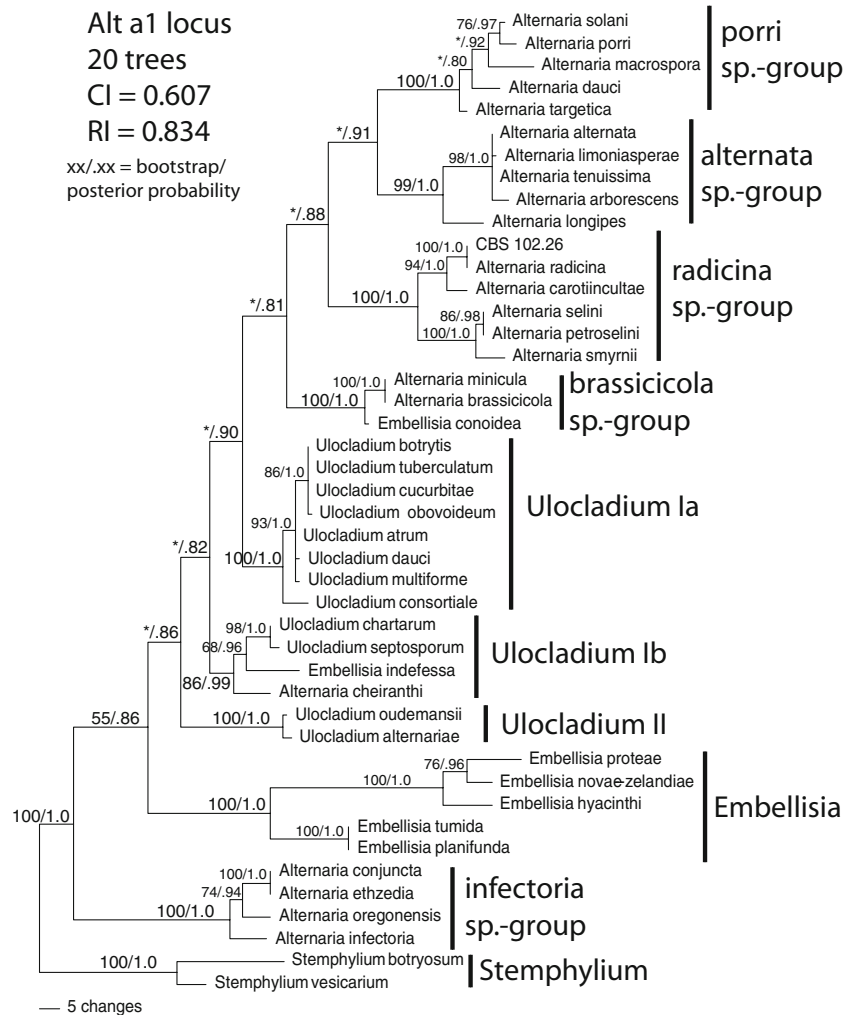 Alt a1 locus
20 trees
CI = 0.607
RI = 0.834
xx/.xx = bootstrap/
posterior probability
76/.97
Alternaria solani
Alternaria porri
*/.92
Alternaria macrospora
*/.80
Alternaria dauci
100/1.0
Alternaria targetica
porri
sp.-group
*/.91
Alternaria alternata
98/1.0
Alternaria limoniasperae
Alternaria tenuissima
99/1.0
Alternaria arborescens
Alternaria longipes
alternata
sp.-group
*/.88
100/1.0
CBS 102.26
94/1.0
Alternaria radicina
Alternaria carotiincultae
100/1.0
Alternaria selini
86/.98
Alternaria petroselini
100/1.0
Alternaria smyrnii
radicina
sp.-group
*/.81
100/1.0
Alternaria minicula
100/1.0
Alternaria brassicicola
Embellisia conoidea
brassicicola
sp.-group
*/.90
Ulocladium botrytis
86/1.0
Ulocladium tuberculatum
Ulocladium cucurbitae
Ulocladium obovoideum
93/1.0
Ulocladium atrum
100/1.0
Ulocladium dauci
Ulocladium multiforme
Ulocladium consortiale
Ulocladium Ia
*/.82
98/1.0
Ulocladium chartarum
68/.96
Ulocladium septosporum
Embellisia indefessa
86/.99
Alternaria cheiranthi
Ulocladium Ib
*/.86
100/1.0
Ulocladium oudemansii
Ulocladium alternariae
Ulocladium II
55/.86
76/.96
Embellisia proteae
100/1.0
Embellisia novae-zelandiae
Embellisia hyacinthi
100/1.0
100/1.0
Embellisia tumida
Embellisia planifunda
Embellisia
100/1.0
100/1.0
Alternaria conjuncta
74/.94
Alternaria ethzedia
100/1.0
Alternaria oregonensis
Alternaria infectoria
infectoria
sp.-group
100/1.0
Stemphylium botryosum
Stemphylium vesicarium
Stemphylium
5 changes